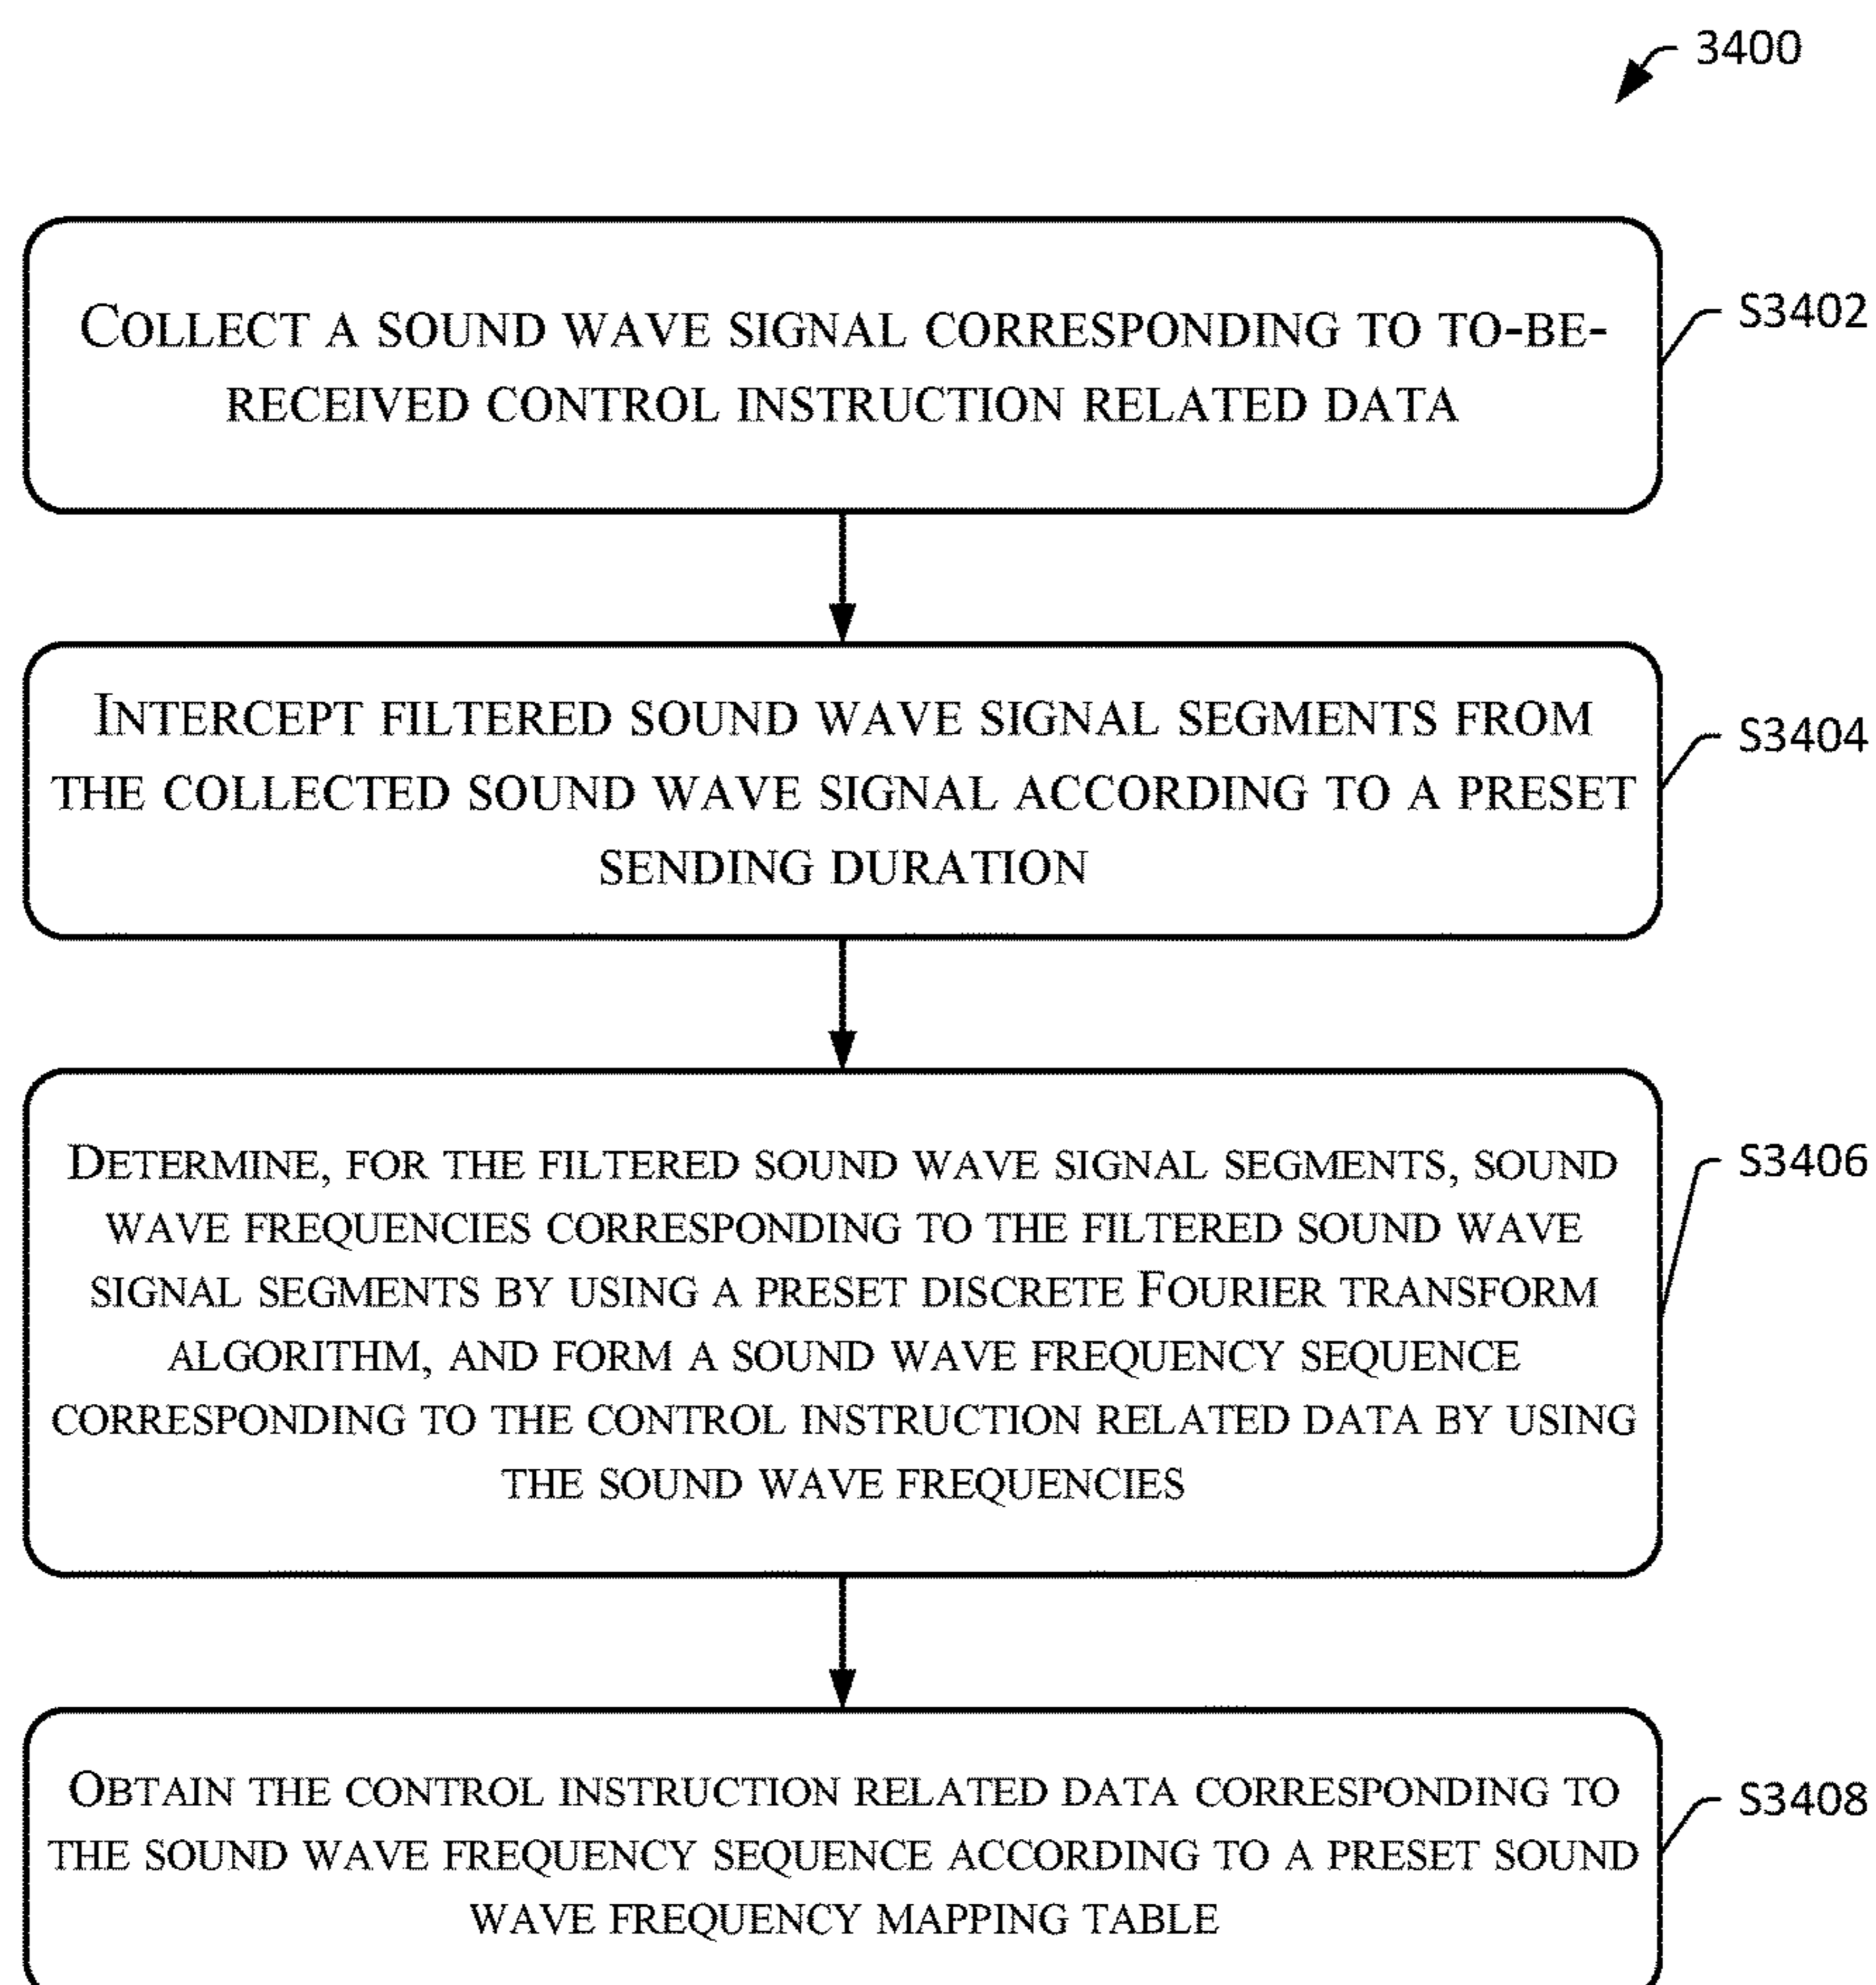 3400
COLLECT A SOUND WAVE SIGNAL CORRESPONDING TO TO-BE-
RECEIVED CONTROL INSTRUCTION RELATED DATA
S3402
INTERCEPT FILTERED SOUND WAVE SIGNAL SEGMENTS FROM
THE COLLECTED SOUND WAVE SIGNAL ACCORDING TO A PRESET
SENDING DURATION
S3404
DETERMINE, FOR THE FILTERED SOUND WAVE SIGNAL SEGMENTS, SOUND
WAVE FREQUENCIES CORRESPONDING TO THE FILTERED SOUND WAVE
SIGNAL SEGMENTS BY USING A PRESET DISCRETE FOURIER TRANSFORM
ALGORITHM, AND FORM A SOUND WAVE FREQUENCY SEQUENCE
CORRESPONDING TO THE CONTROL INSTRUCTION RELATED DATA BY USING
THE SOUND WAVE FREQUENCIES
S3406
OBTAIN THE CONTROL INSTRUCTION RELATED DATA CORRESPONDING TO
THE SOUND WAVE FREQUENCY SEQUENCE ACCORDING TO A PRESET SOUND
WAVE FREQUENCY MAPPING TABLE
S3408